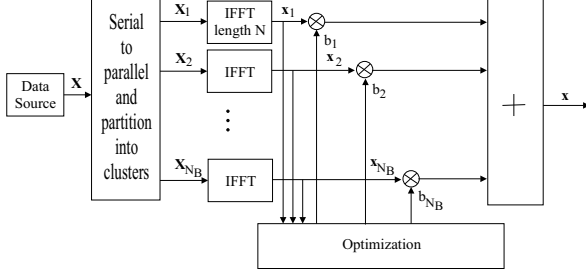 Data
Source
X
Serial
to
parallel
and
partition
into
clusters
X1
IFFT
length N
x1
b1
X2
IFFT
x2
b2
XNB
IFFT
xNB
bNB
Optimization
+
x